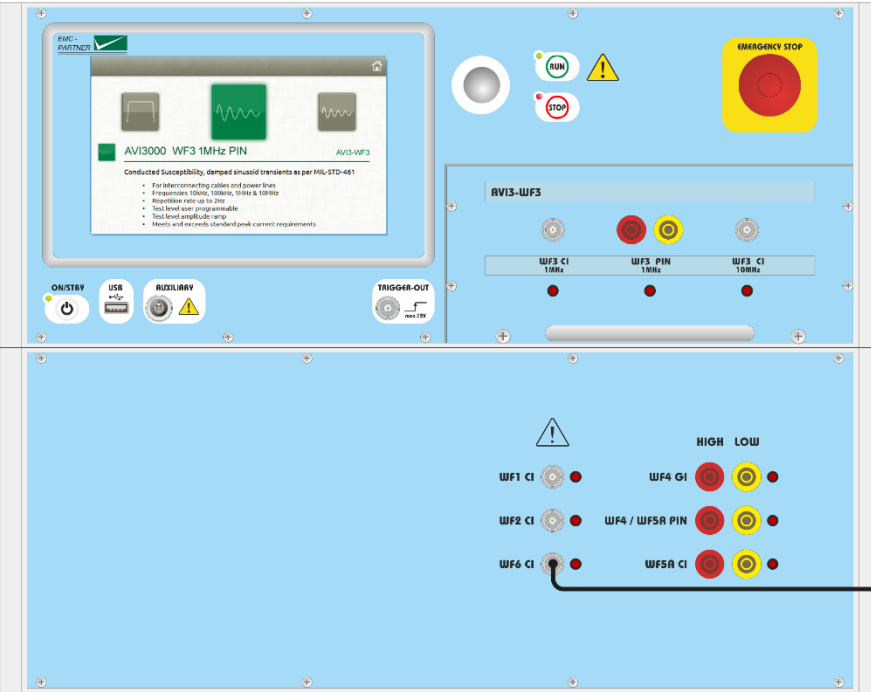 EMC -
PARTNER
AVI3000 WF3 1MHz PIN
AVI3-WF3
Conducted Susceptibility, damped sinusoid transients as per MIL-STD-461
• For interconnecting cables and power lines
• Frequencies 10kHz, 100kHz, 1MHz & 10MHz
• Repetition rate up to 2Hz
• Test level user programmable
• Test level amplitude ramp
• Meets and exceeds standard peak current requirements
RUN
STOP
EMERGENCY STOP
AVI3-WF3
WF3 CI
1MHz
WF3 PIN
1MHz
WF3 CI
10MHz
ON/STBY
USB
AUXILIARY
TRIGGER-OUT
max.15V
HIGH LOW
WF1 CI
WF4 GI
WF2 CI
WF4 / WF5A PIN
WF6 CI
WF5A CI